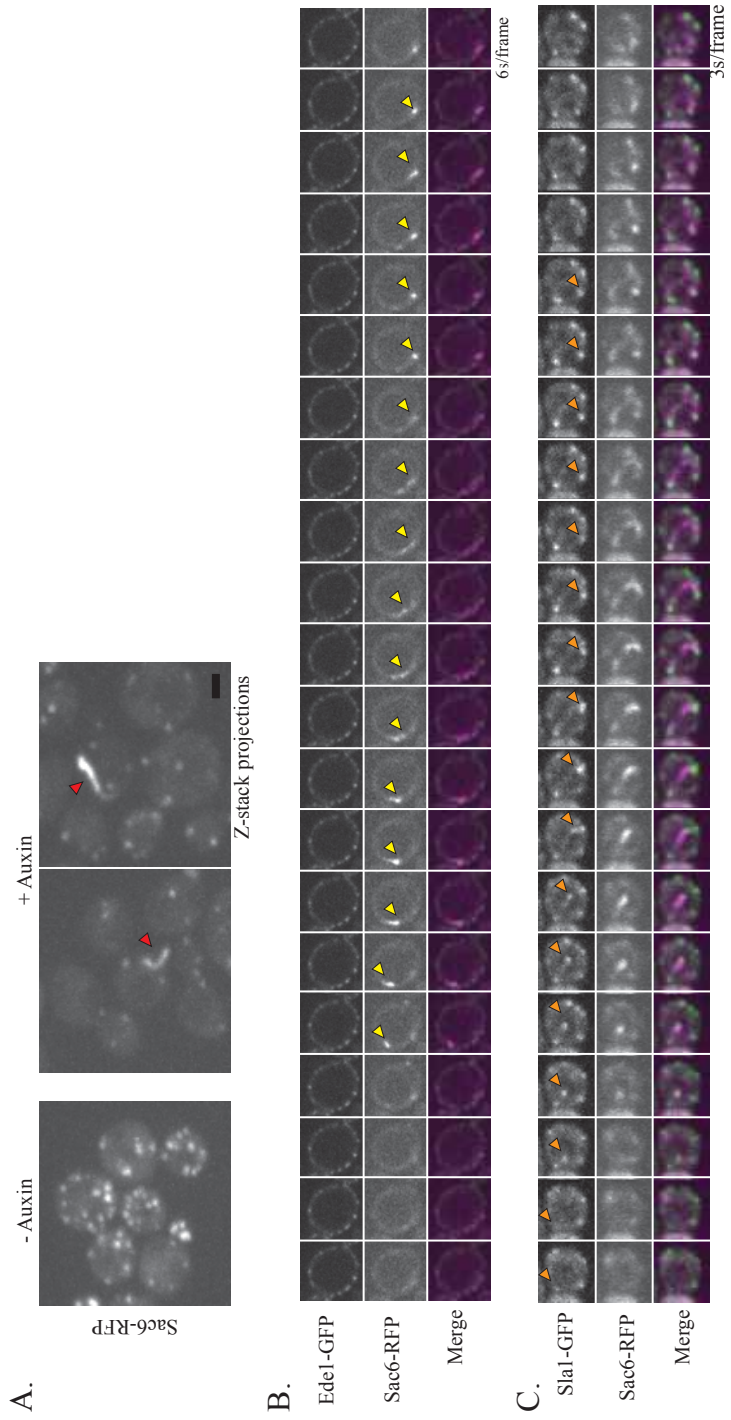 A.
- Auxin
+ Auxin
Sac6-RFP
Z-stack projections
B.
Ede1-GFP
Sac6-RFP
Merge
6s/frame
C.
Sla1-GFP
Sac6-RFP
Merge
3s/frame